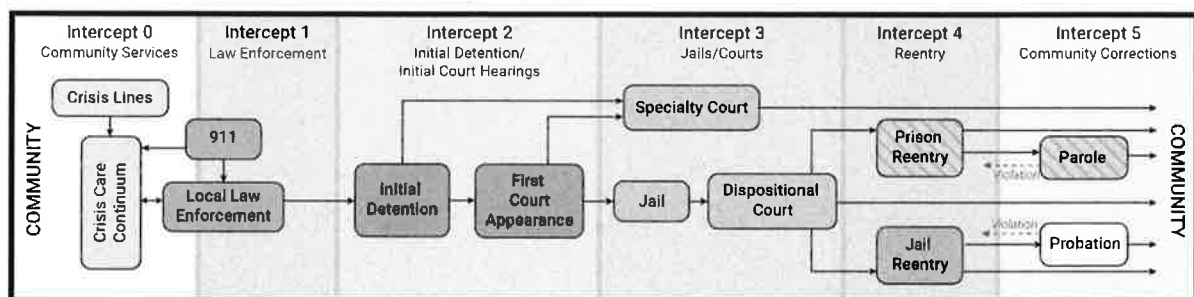 Intercept 0
Community Services
Intercept 1
Law Enforcement
Intercept 2
Initial Detention/
Initial Court Hearings
Intercept 3
Jails/Courts
Intercept 4
Reentry
Intercept 5
Community Corrections
COMMUNITY
Crisis Lines
Crisis Care
Continuum
911
Local Law
Enforcement
Initial
Detention
First
Court
Appearance
Specialty Court
Jail
Dispositional
Court
Prison
Reentry
Violation
Parole
Jail
Reentry
Violation
Probation
COMMUNITY